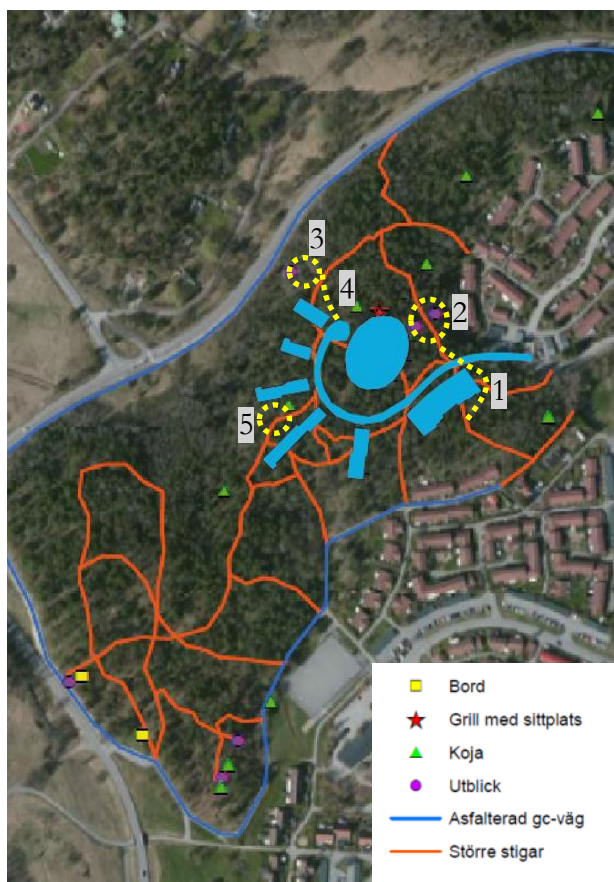 3
4
2
1
5
Bord
Grill med sittplats
Koja
Utblick
Asfalterad gc-väg
Större stigar